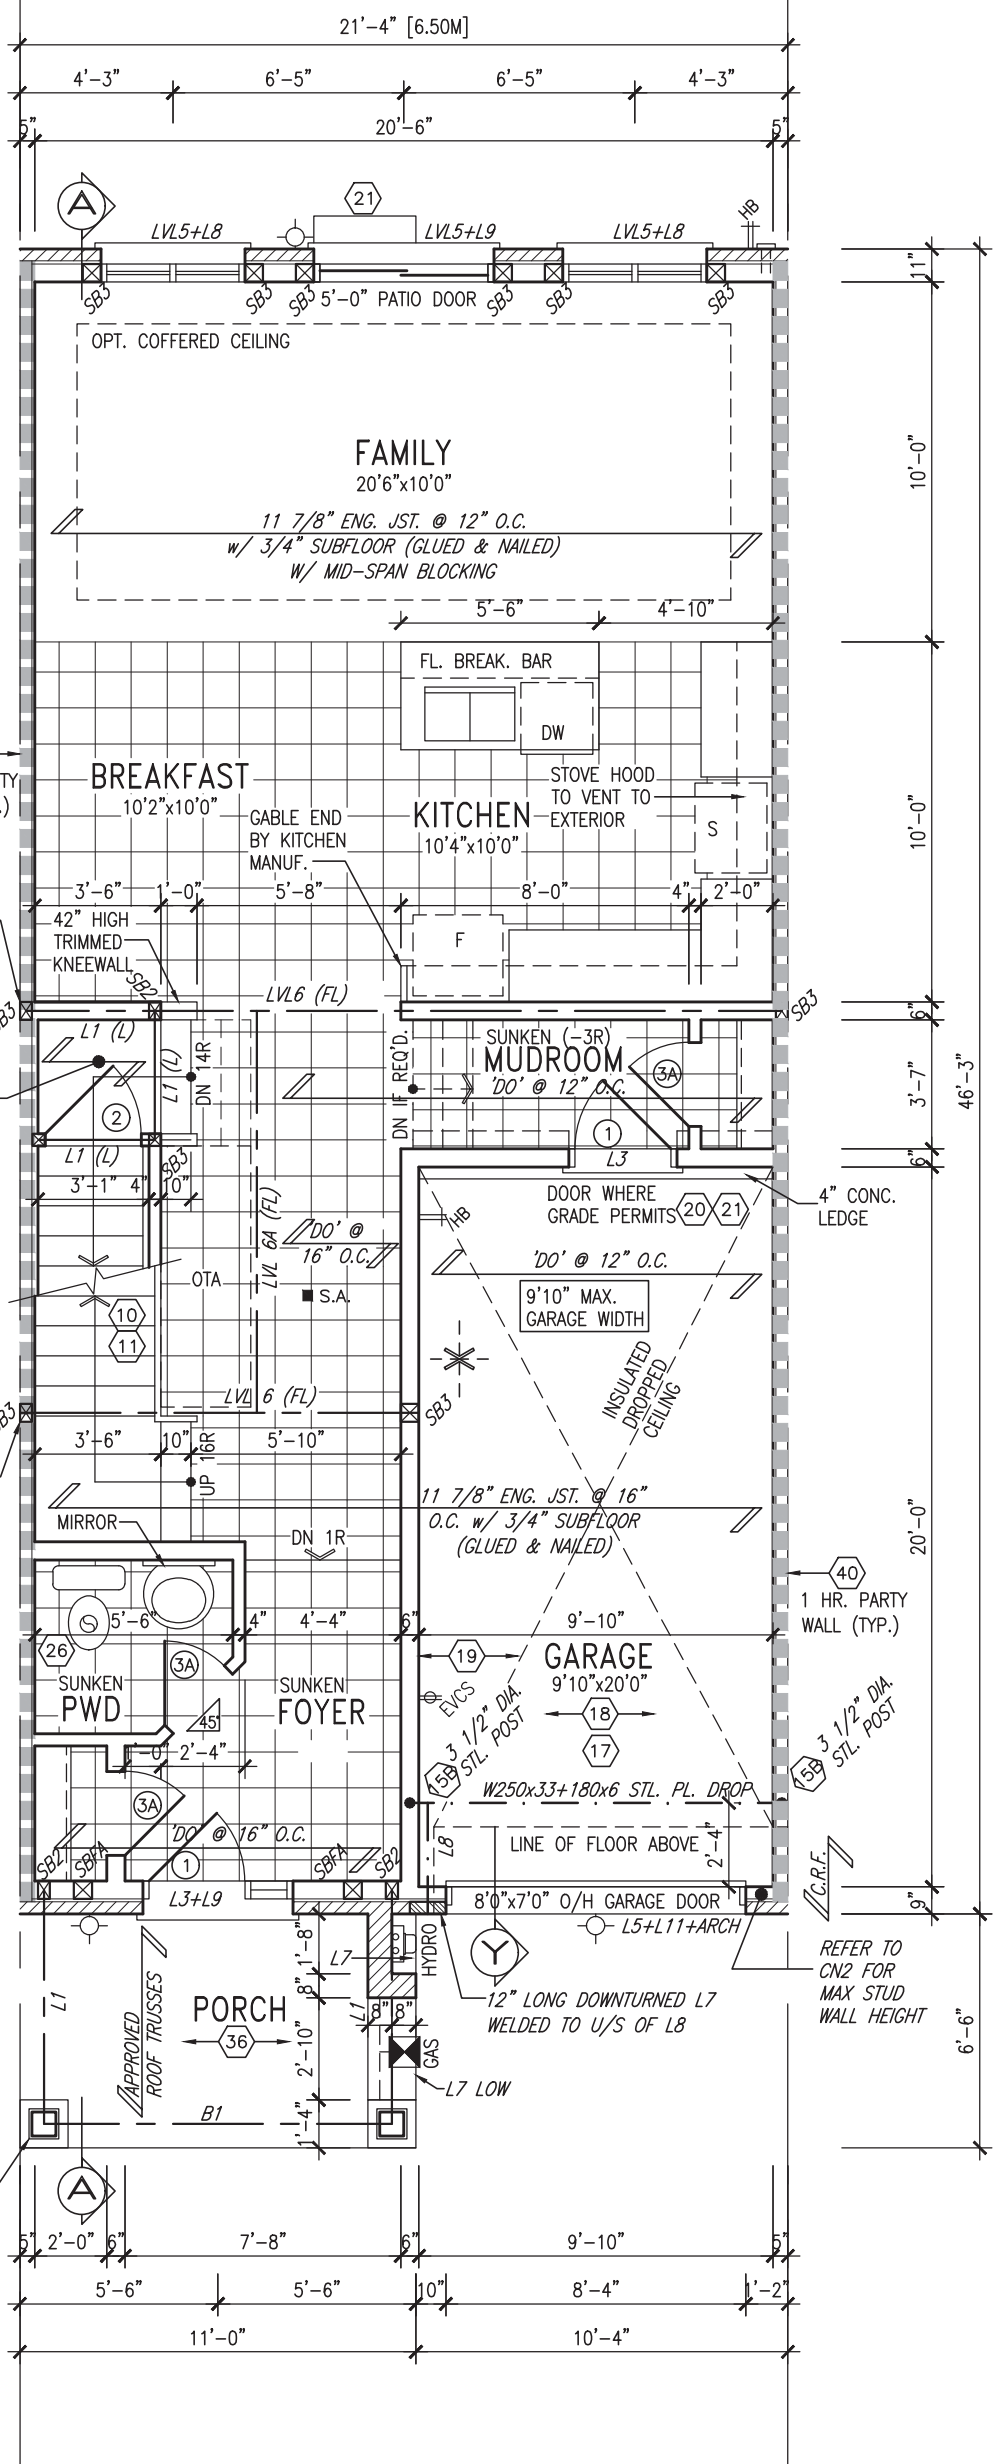 21'-4" [6.50M]
4'-3" 6'-5" 6'-5" 4'-3"
5" 20'-6" 5"
A
21
HB
LVL5+L8 LVL5+L9 LVL5+L8
11"
SB3 SB3 SB3 5'-0" PATIO DOOR SB3 SB3 SB3
OPT. COFFERED CEILING
FAMILY
20'6"x10'0"
10'-0"
11 7/8" ENG. JST. @ 12" O.C.
w/ 3/4" SUBFLOOR (GLUED & NAILED)
W/ MID-SPAN BLOCKING
5'-6" 4'-10"
FL. BREAK. BAR
DW
BREAKFAST
10'2"x10'0"
STOVE HOOD
TO VENT TO
EXTERIOR
KITCHEN
10'4"x10'0"
S
10'-0"
GABLE END
BY KITCHEN
MANUF.
3'-6" 1'-0" 5'-8" 8'-0" 4" 2'-0"
42" HIGH
TRIMMED
KNEEWALL
F
SB2
LVL6 (FL)
SB3
SB3
6"
L1 (L)
L1 (L)
DN 14R
DN IF REQ'D.
SUNKEN (-3R)
MUDROOM
'DO' @ 12" O.C.
3A
3'-7"
46'-3"
2
1
L1 (L)
SB3
L3
6"
3'-1" 4" 10"
DOOR WHERE
GRADE PERMITS
20 21
4" CONC.
LEDGE
HB
LVL 6A (FL)
'DO' @
16" O.C.
'DO' @ 12" O.C.
OTA
S.A.
9'10" MAX.
GARAGE WIDTH
10
11
INSULATED
DROPPED
CEILING
LVL 6 (FL)
SB3
SB3
3'-6" 10" 5'-10"
UP 16R
11 7/8" ENG. JST. @ 16"
O.C. w/ 3/4" SUBFLOOR
(GLUED & NAILED)
20'-0"
MIRROR
DN 1R
40
1 HR. PARTY
WALL (TYP.)
5'-6" 4" 4'-4" 6" 9'-10"
26
3A
19
GARAGE
9'10"x20'0"
SUNKEN
PWD
SUNKEN
FOYER
45°
EVCS
18
17
15B
3 1/2" DIA.
STL. POST
15B
3 1/2" DIA.
STL. POST
2'-4"
W250x33+180x6 STL. PL. DROP
3A
'DO' @ 16" O.C.
L8
LINE OF FLOOR ABOVE
2'-4"
C.R.F.
SB2 SBFA 1 SBFA SB2
L3+L9
8'0"x7'0" O/H GARAGE DOOR
9"
L5+L11+ARCH
1'-8"
L7
HYDRO
Y
REFER TO
CN2 FOR
MAX STUD
WALL HEIGHT
8"
L1
APPROVED
ROOF TRUSSES
PORCH
36
L1 8" 8"
12" LONG DOWNTURNED L7
WELDED TO U/S OF L8
2'-10"
GAS
6'-6"
L7 LOW
B1
1'-4"
A
5" 2'-0" 6" 7'-8" 6" 9'-10" 5"
5'-6" 5'-6" 10" 8'-4" 1'-2"
11'-0" 10'-4"